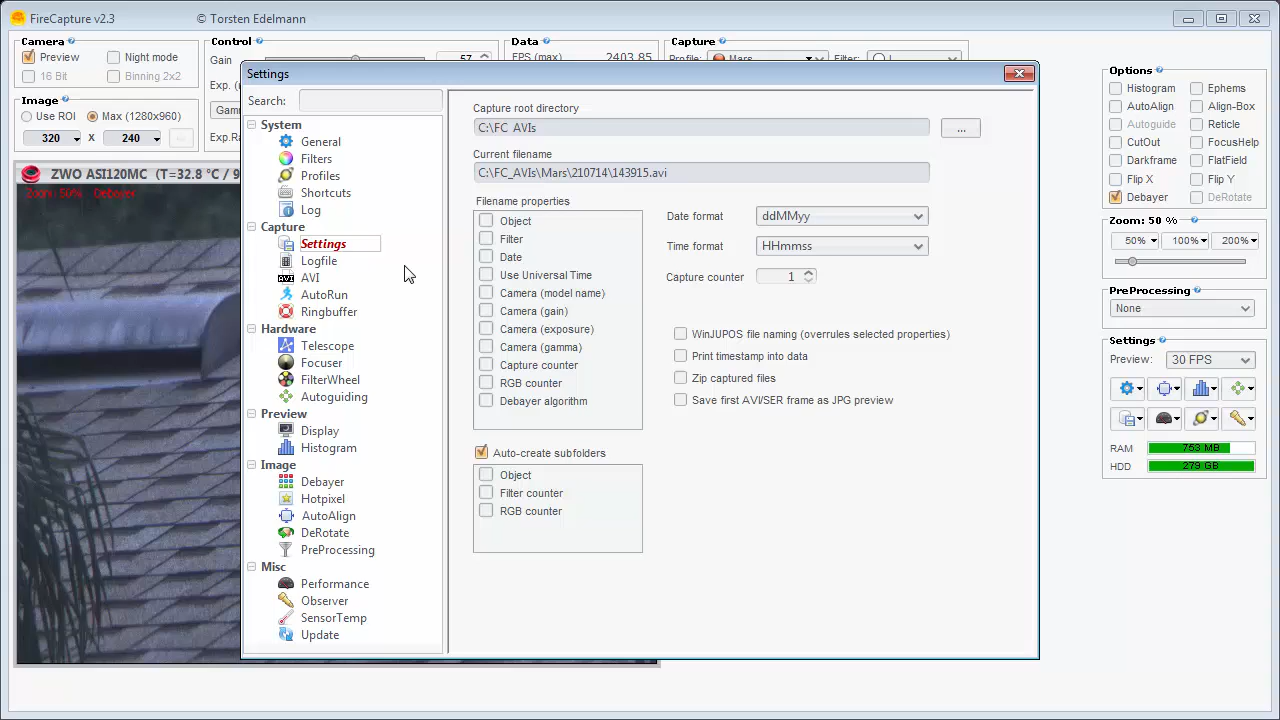 FireCapture v2.3 © Torsten Edelmann
Camera
Preview Night mode
16 Bit Binning 2x2
Image
Use ROI Max (1280x960)
320 x 240
Control
Gain 57
Exp.
Gam
Exp.Ra
Data
FPS (max) 2403.85
Capture
Profile: Mars Filter: L
ZWO ASI120MC (T=32.8 °C / 9
Zoom: 50% Debayer
Settings
Search:
System
General
Filters
Profiles
Shortcuts
Log
Capture
Settings
Logfile
AVI
AutoRun
Ringbuffer
Hardware
Telescope
Focuser
FilterWheel
Autoguiding
Preview
Display
Histogram
Image
Debayer
Hotpixel
AutoAlign
DeRotate
PreProcessing
Misc
Performance
Observer
SensorTemp
Update
Capture root directory
C:\FC_AVIs ...
Current filename
C:\FC_AVIs\Mars\210714\143915.avi
Filename properties
Object
Filter
Date
Use Universal Time
Camera (model name)
Camera (gain)
Camera (exposure)
Camera (gamma)
Capture counter
RGB counter
Debayer algorithm
Date format ddMMyy
Time format HHmmss
Capture counter 1
WinJUPOS file naming (overrules selected properties)
Print timestamp into data
Zip captured files
Save first AVI/SER frame as JPG preview
Auto-create subfolders
Object
Filter counter
RGB counter
Options
Histogram Ephems
AutoAlign Align-Box
Autoguide Reticle
CutOut FocusHelp
Darkframe FlatField
Flip X Flip Y
Debayer DeRotate
Zoom: 50 %
50% 100% 200%
PreProcessing
None
Settings
Preview: 30 FPS
RAM 753 MB
HDD 279 GB